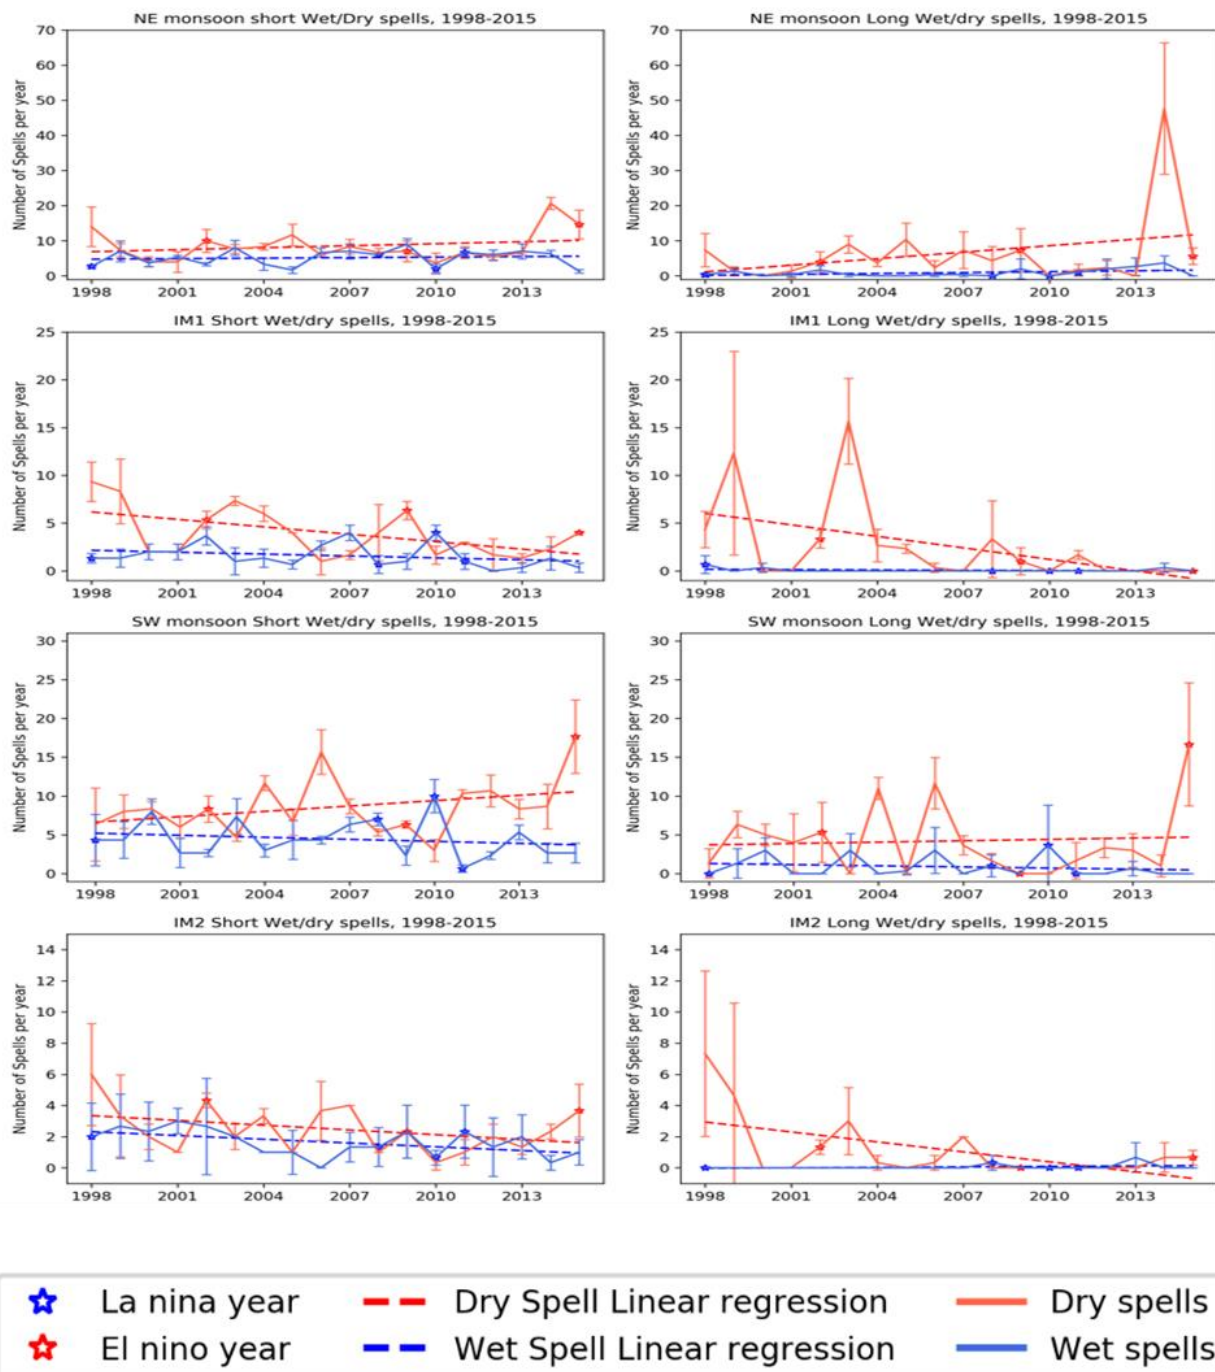 NE monsoon short Wet/Dry spells, 1998-2015
Number of Spells per year
70
60
50
40
30
20
10
0
1998 2001 2004 2007 2010 2013
NE monsoon Long Wet/dry spells, 1998-2015
Number of Spells per year
70
60
50
40
30
20
10
0
1998 2001 2004 2007 2010 2013
IM1 Short Wet/dry spells, 1998-2015
Number of Spells per year
25
20
15
10
5
0
1998 2001 2004 2007 2010 2013
IM1 Long Wet/dry spells, 1998-2015
Number of Spells per year
25
20
15
10
5
0
1998 2001 2004 2007 2010 2013
SW monsoon Short Wet/dry spells, 1998-2015
Number of Spells per year
30
25
20
15
10
5
0
1998 2001 2004 2007 2010 2013
SW monsoon Long Wet/dry spells, 1998-2015
Number of Spells per year
30
25
20
15
10
5
0
1998 2001 2004 2007 2010 2013
IM2 Short Wet/dry spells, 1998-2015
Number of Spells per year
14
12
10
8
6
4
2
0
1998 2001 2004 2007 2010 2013
IM2 Long Wet/dry spells, 1998-2015
Number of Spells per year
14
12
10
8
6
4
2
0
1998 2001 2004 2007 2010 2013
La nina year
El nino year
Dry Spell Linear regression
Wet Spell Linear regression
Dry spells
Wet spells